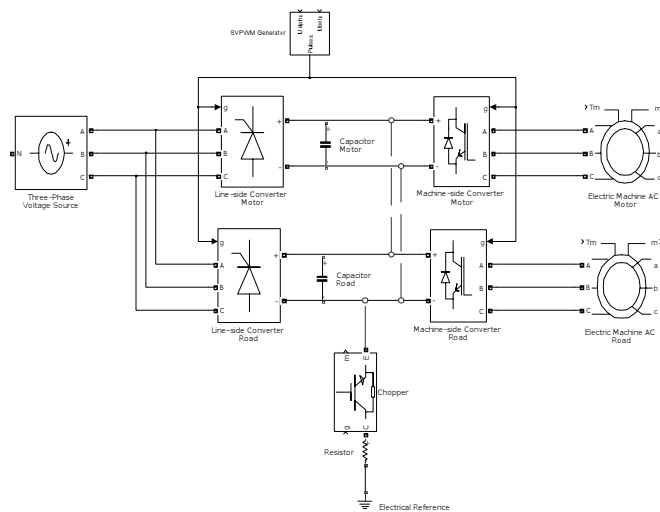 SVPWM Generator
Ualpha
Ubeta
Pulses
N
A
B
C
Three-Phase
Voltage Source
g
A
B
C
+
-
Line-side Converter
Motor
+
Capacitor
Motor
+
-
g
A
B
C
Machine-side Converter
Motor
Tm
m
A
B
C
a
b
c
Electric Machine AC
Motor
g
A
B
C
+
-
Line-side Converter
Road
+
Capacitor
Road
+
-
g
A
B
C
Machine-side Converter
Road
Tm
m
A
B
C
a
b
c
Electric Machine AC
Road
m
E
g
C
Chopper
Resistor
+
Electrical Reference